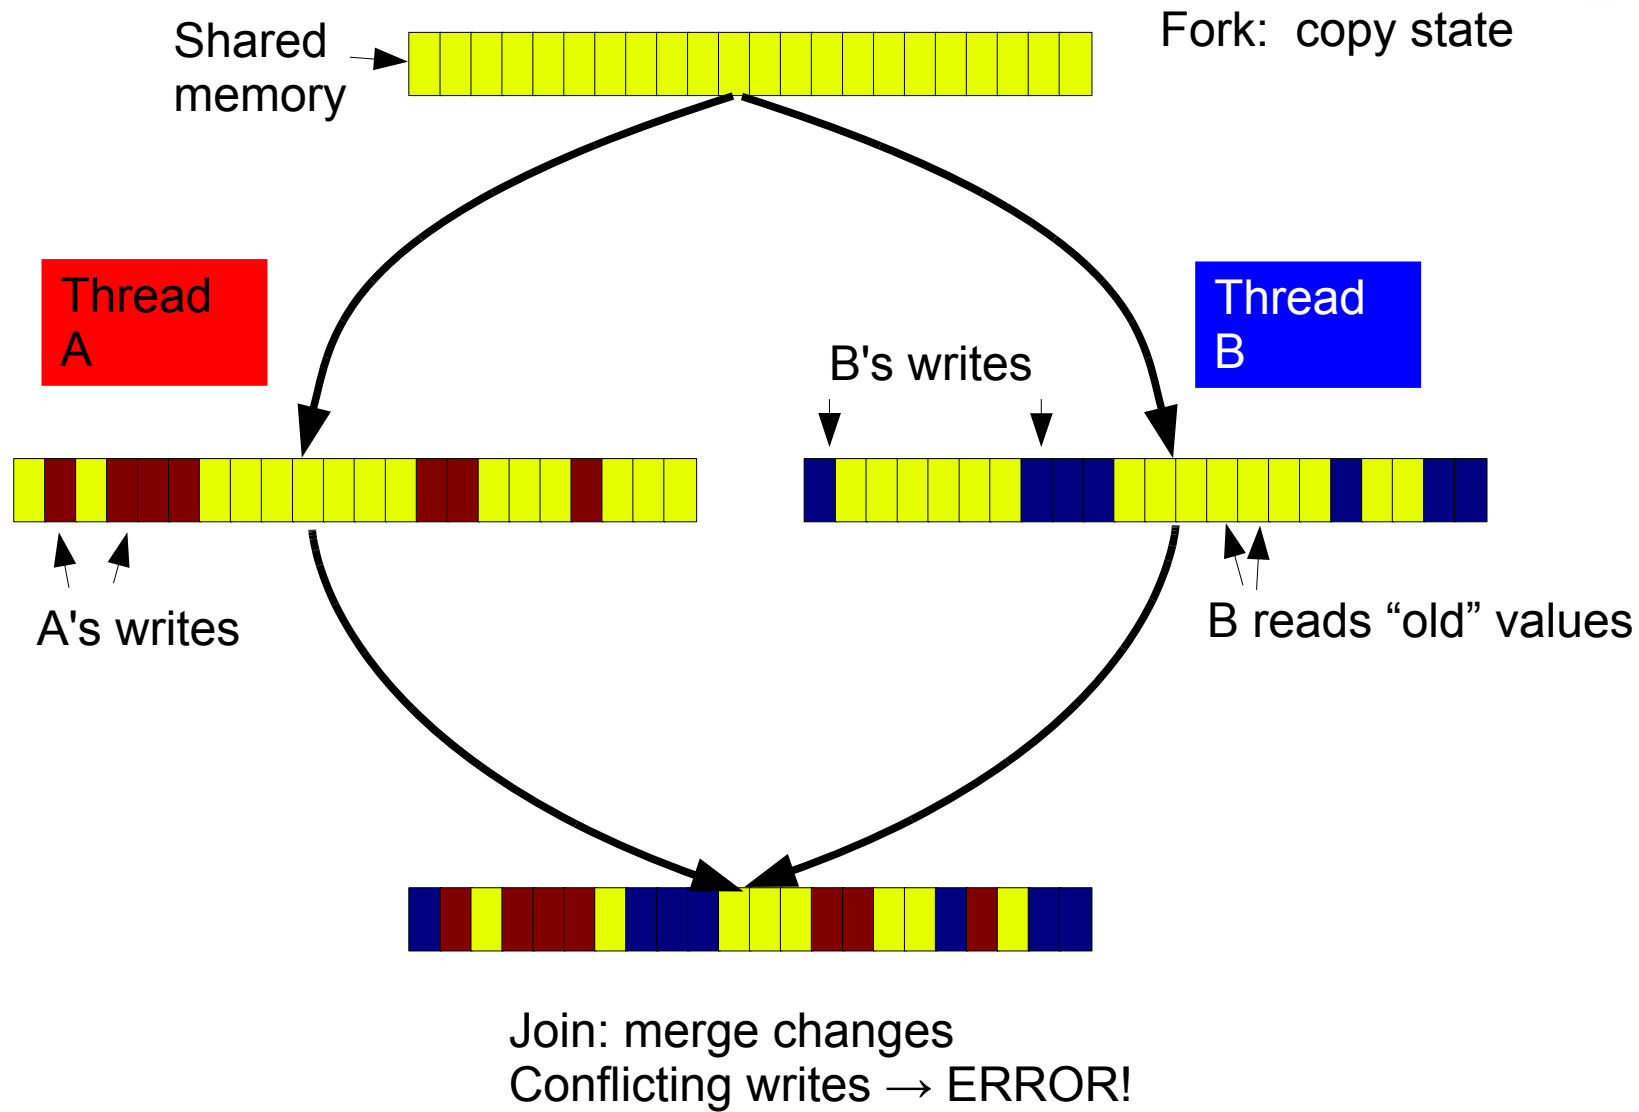 Shared
memory
Fork: copy state
Thread
A
Thread
B
B's writes
A's writes
B reads “old” values
Join: merge changes
Conflicting writes → ERROR!